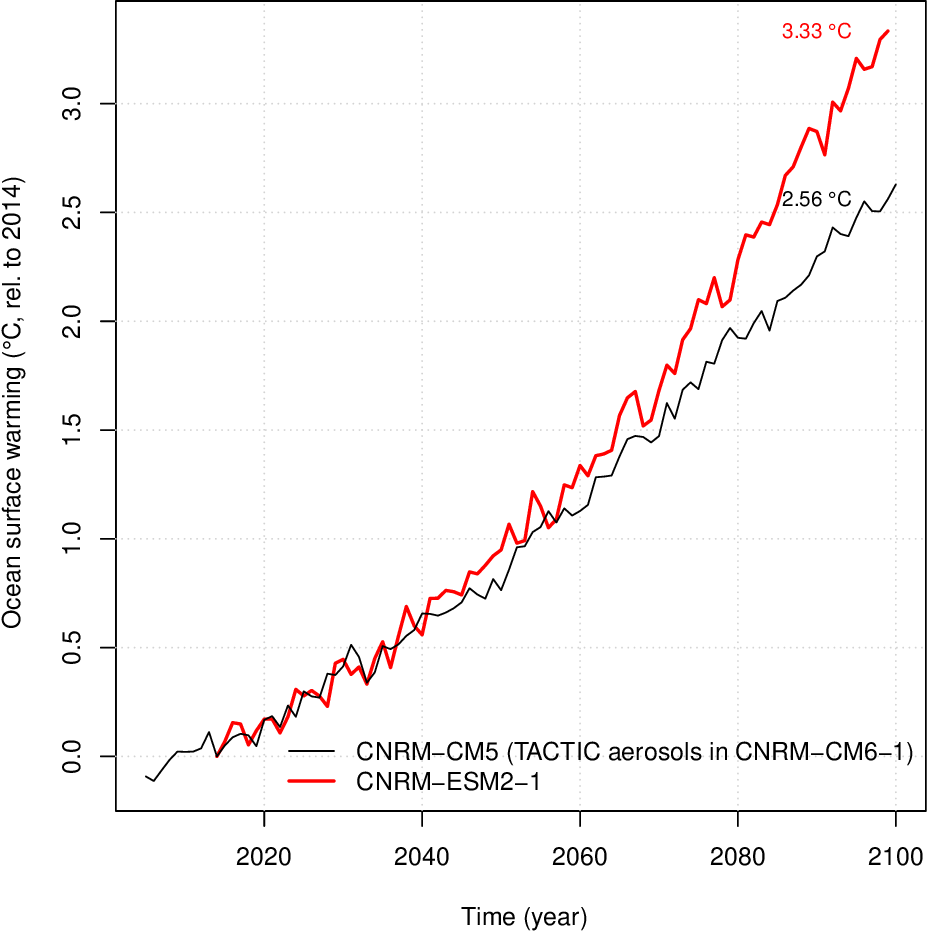 3.33 °C
3.0
2.56 °C
2.5
2.0
1.5
1.0
0.5
0.0
Ocean surface warming (°C, rel. to 2014)
CNRM−CM5 (TACTIC aerosols in CNRM−CM6−1)
CNRM−ESM2−1
2020 2040 2060 2080 2100
Time (year)